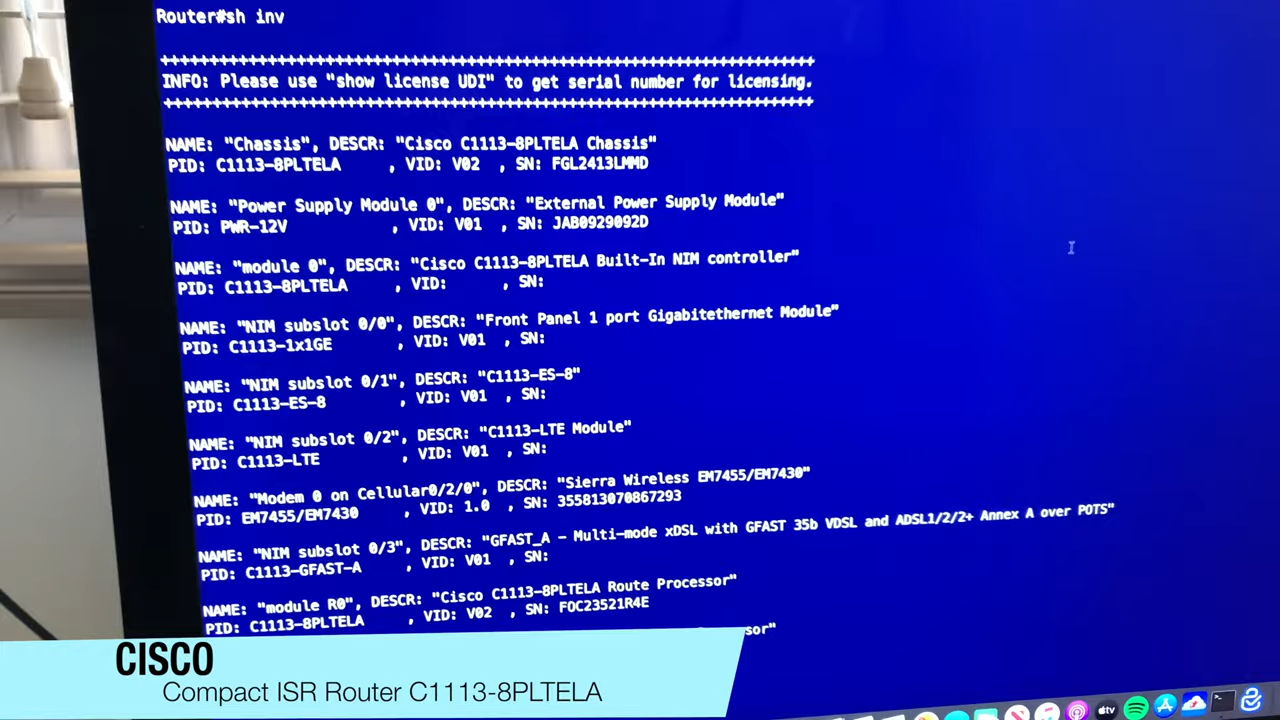 Router#sh inv
+++++++++++++++++++++++++++++++++++++++++++++++++++++++++++++++++++++++++++++++
INFO: Please use "show license UDI" to get serial number for licensing.
+++++++++++++++++++++++++++++++++++++++++++++++++++++++++++++++++++++++++++++++
NAME: "Chassis", DESCR: "Cisco C1113-8PLTELA Chassis"
PID: C1113-8PLTELA , VID: V02 , SN: FGL2413LMMD
NAME: "Power Supply Module 0", DESCR: "External Power Supply Module"
PID: PWR-12V , VID: V01 , SN: JAB0929092D
NAME: "module 0", DESCR: "Cisco C1113-8PLTELA Built-In NIM controller"
PID: C1113-8PLTELA , VID: , SN:
NAME: "NIM subslot 0/0", DESCR: "Front Panel 1 port Gigabitethernet Module"
PID: C1113-1x1GE , VID: V01 , SN:
NAME: "NIM subslot 0/1", DESCR: "C1113-ES-8"
PID: C1113-ES-8 , VID: V01 , SN:
NAME: "NIM subslot 0/2", DESCR: "C1113-LTE Module"
PID: C1113-LTE , VID: V01 , SN:
NAME: "Modem 0 on Cellular0/2/0", DESCR: "Sierra Wireless EM7455/EM7430"
PID: EM7455/EM7430 , VID: 1.0 , SN: 355813070867293
NAME: "NIM subslot 0/3", DESCR: "GFAST_A - Multi-mode xDSL with GFAST 35b VDSL and ADSL1/2/2+ Annex A over POTS"
PID: C1113-GFAST-A , VID: V01 , SN:
NAME: "module R0", DESCR: "Cisco C1113-8PLTELA Route Processor"
PID: C1113-8PLTELA , VID: V02 , SN: FOC23521R4E
CISCO
Compact ISR Router C1113-8PLTELA
tv